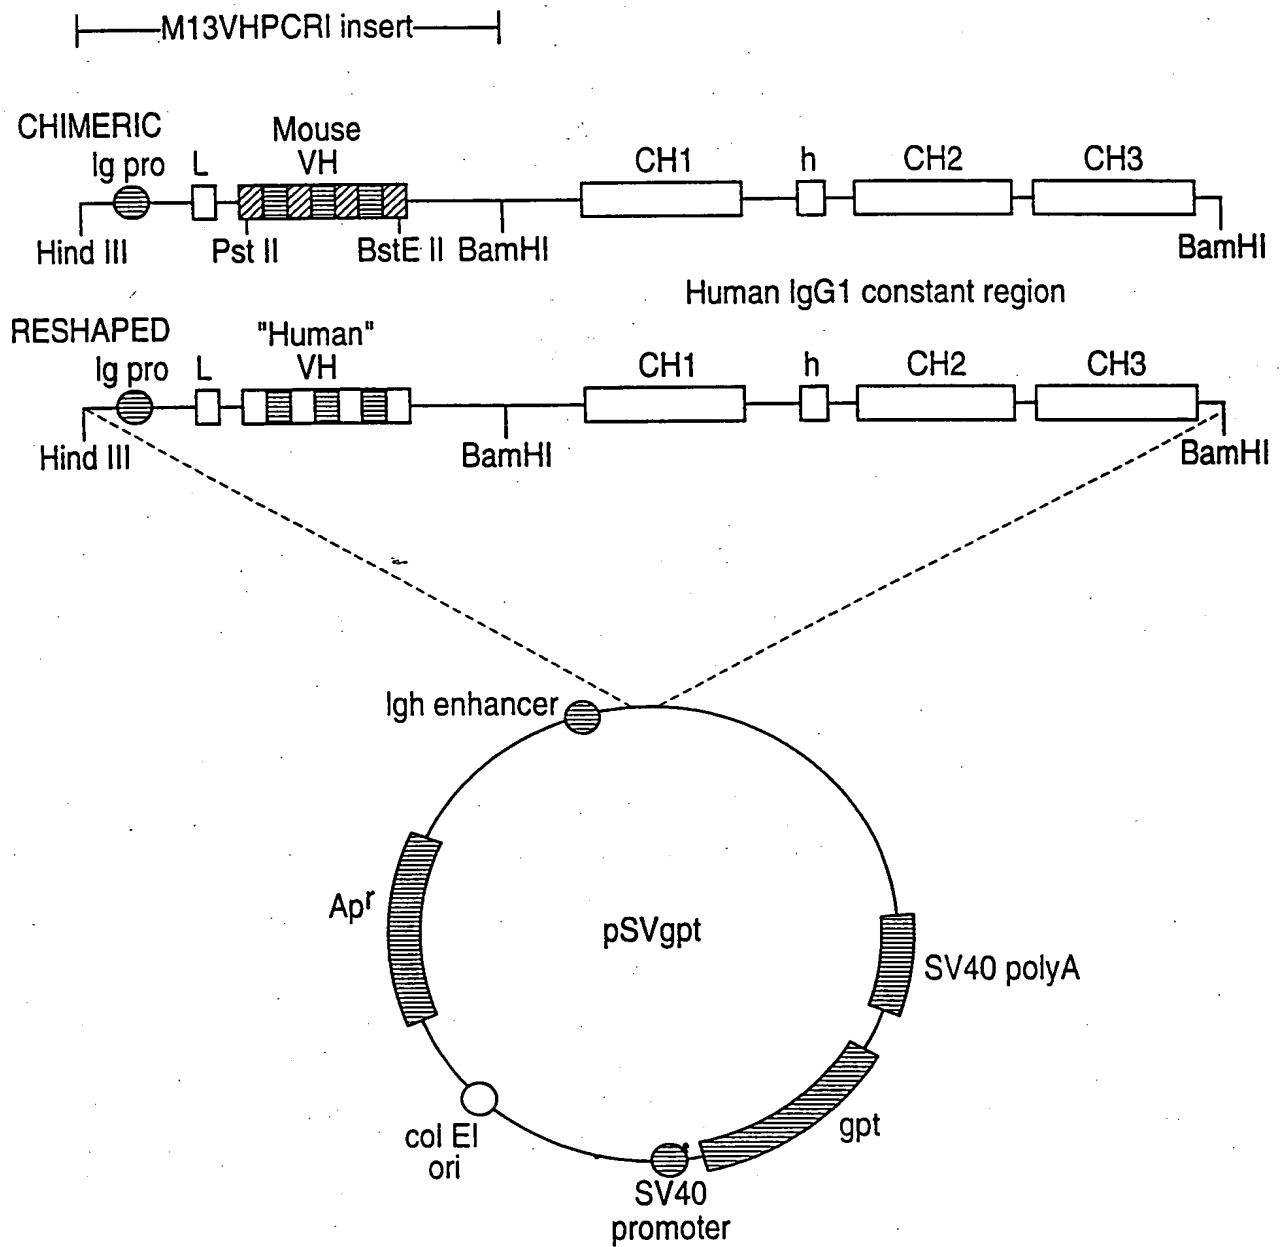 M13VHPCRI insert
CHIMERIC
Mouse
Ig pro L VH CH1 h CH2 CH3
Hind III Pst II BstE II BamHI BamHI
Human IgG1 constant region
RESHAPED "Human"
Ig pro L VH CH1 h CH2 CH3
Hind III BamHI BamHI
Igh enhancer
Apr
pSVgpt
SV40 polyA
gpt
col EI
ori
SV40
promoter